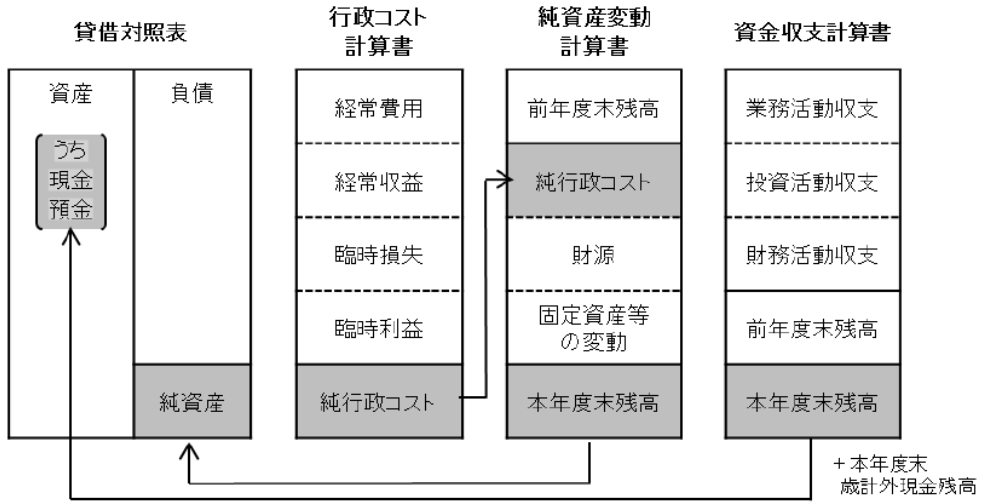 貸借対照表
資産
うち
現金
預金
負債
純資産
行政コスト
計算書
経常費用
経常収益
臨時損失
臨時利益
純行政コスト
純資産変動
計算書
前年度末残高
純行政コスト
財源
固定資産等
の変動
本年度末残高
資金収支計算書
業務活動収支
投資活動収支
財務活動収支
前年度末残高
本年度末残高
+本年度末
歳計外現金残高